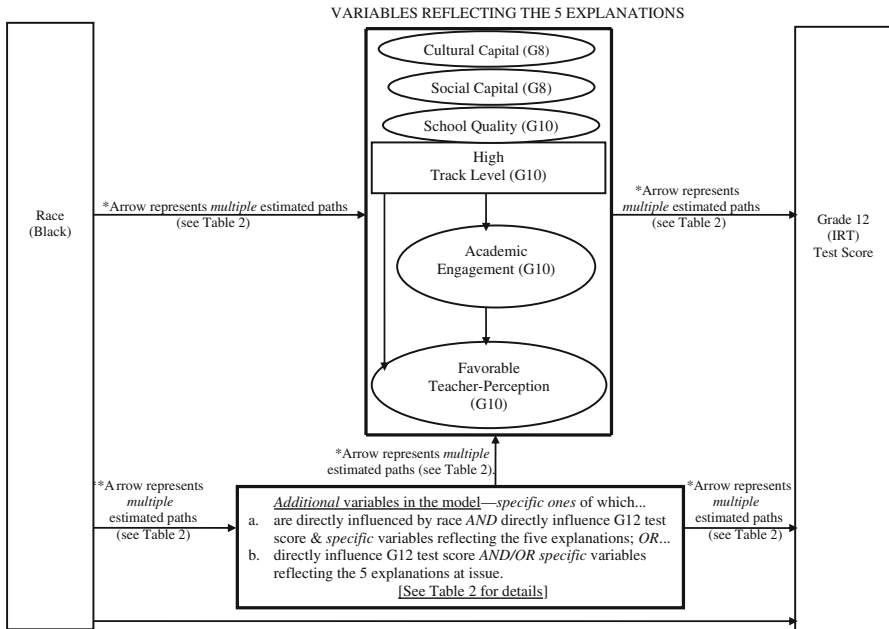 VARIABLES REFLECTING THE 5 EXPLANATIONS
Cultural Capital (G8)
Social Capital (G8)
School Quality (G10)
High
Track Level (G10)
*Arrow represents multiple estimated paths
(see Table 2)
*Arrow represents
multiple estimated paths
(see Table 2)
Race
(Black)
Grade 12
(IRT)
Test Score
Academic
Engagement (G10)
Favorable
Teacher-Perception
(G10)
*Arrow represents multiple
estimated paths (see Table 2).
**Arrow represents
multiple
estimated paths
(see Table 2)
Additional variables in the model—specific ones of which...
a. are directly influenced by race AND directly influence G12 test
score & specific variables reflecting the five explanations; OR...
b. directly influence G12 test score AND/OR specific variables
reflecting the 5 explanations at issue.
[See Table 2 for details]
*Arrow represents
multiple
estimated paths
(see Table 2)